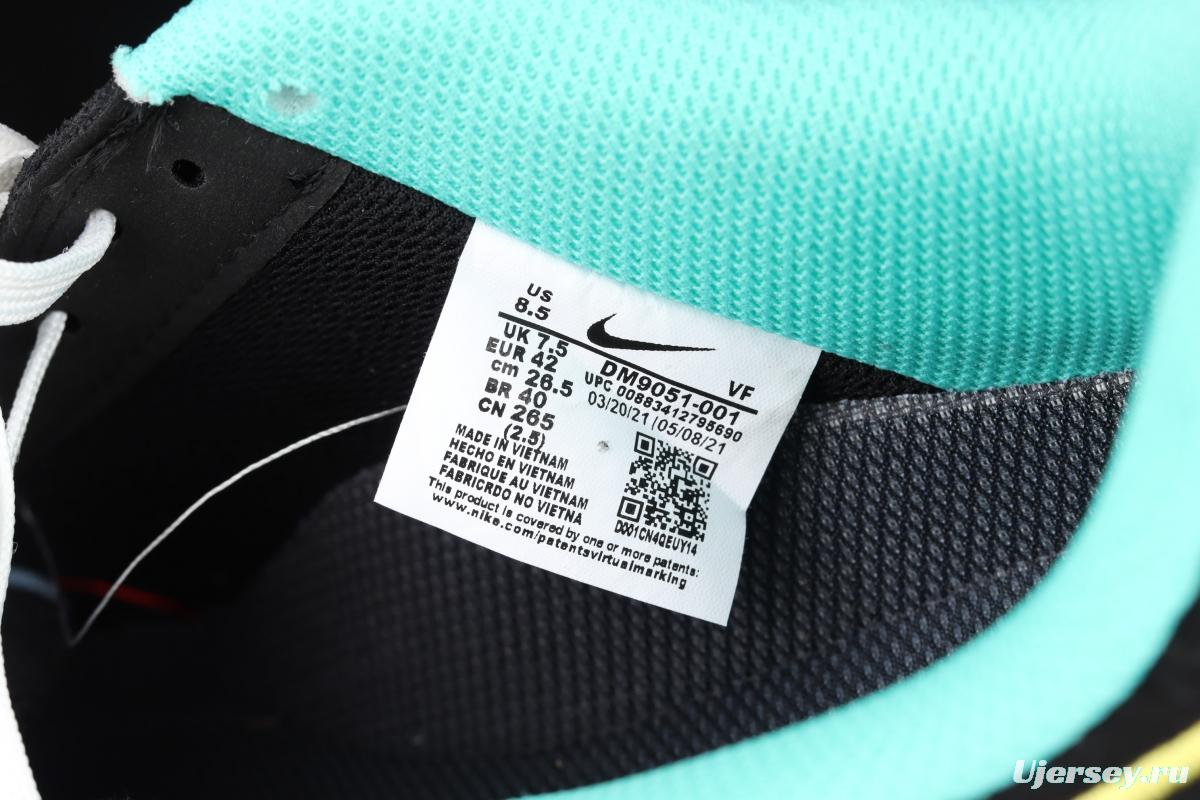 US
8.5
UK 7.5
EUR 42
cm 26.5
BR 40
CN 265
(2.5)
VF
DM9051-001
UPC 00883412795690
03/20/21 | 05/08/21
MADE IN VIETNAM
HECHO EN VIETNAM
FABRIQUE AU VIETNAM
FABRICRDO NO VIETNA
D001CN4QEUY14
This product is covered by one or more patents:
www.nike.com/patentsvirtualmarking
Ujersey.ru